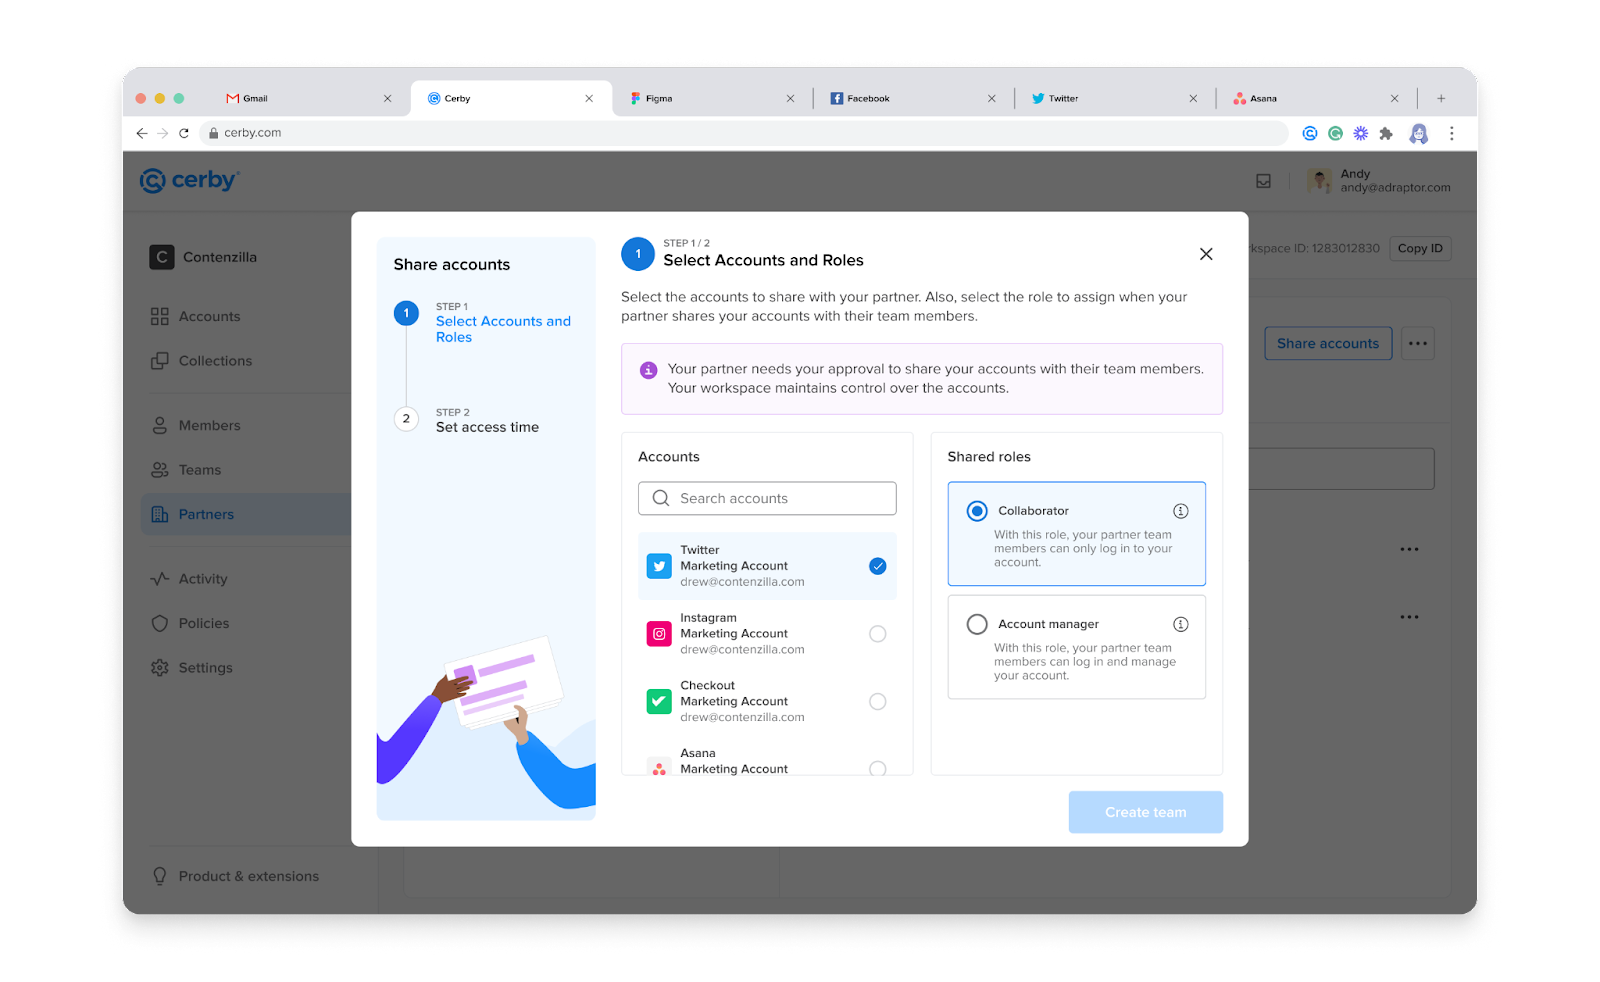 Gmail
Cerby
Figma
Facebook
Twitter
Asana
cerby.com
cerby
Andy
andy@adraptor.com
C
Contenzilla
Accounts
Collections
Members
Teams
Partners
Activity
Policies
Settings
Product & extensions
kspace ID: 1283012830
Copy ID
Share accounts
Share accounts
1
STEP 1
Select Accounts and
Roles
2
STEP 2
Set access time
1
STEP 1 / 2
Select Accounts and Roles
Select the accounts to share with your partner. Also, select the role to assign when your
partner shares your accounts with their team members.
Your partner needs your approval to share your accounts with their team members.
Your workspace maintains control over the accounts.
Accounts
Search accounts
Twitter
Marketing Account
drew@contenzilla.com
Instagram
Marketing Account
drew@contenzilla.com
Checkout
Marketing Account
drew@contenzilla.com
Asana
Marketing Account
Shared roles
Collaborator
With this role, your partner team
members can only log in to your
account.
Account manager
With this role, your partner team
members can log in and manage
your account.
Create team